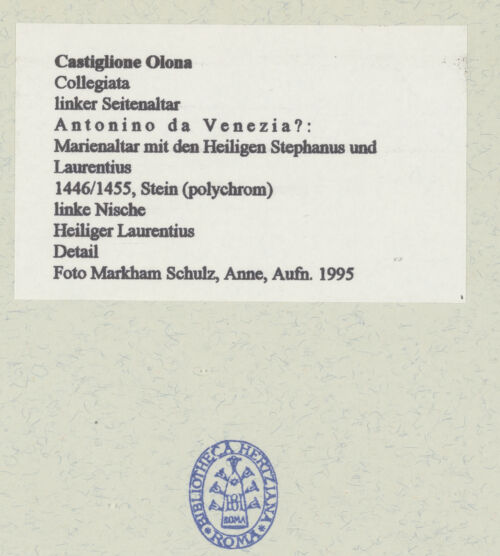 Castiglione Olona
Collegiata
linker Seitenaltar
Antonino da Venezia?:
Marienaltar mit den Heiligen Stephanus und
Laurentius
1446/1455, Stein (polychrom)
linke Nische
Heiliger Laurentius
Detail
Foto Markham Schulz, Anne, Aufn. 1995
BIBLIOTHECA HERTZIANA
ROMA
ROMA